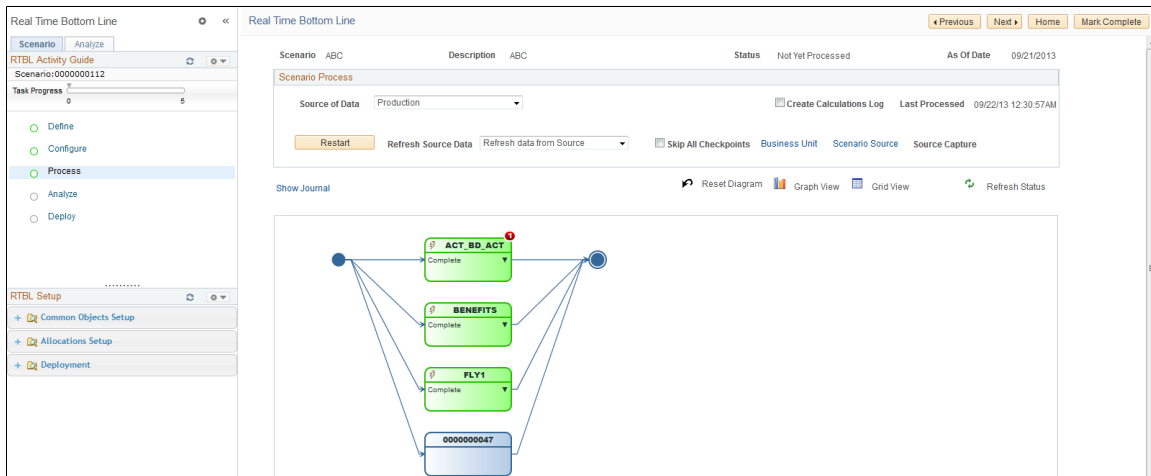 Real Time Bottom Line
Scenario Analyze
RTBL Activity Guide
Scenario:0000000112
Task Progress
0 5
Define
Configure
Process
Analyze
Deploy
RTBL Setup
Common Objects Setup
Allocations Setup
Deployment
Real Time Bottom Line
Previous Next Home Mark Complete
Scenario ABC Description ABC Status Not Yet Processed As Of Date 09/21/2013
Scenario Process
Source of Data Production Create Calculations Log Last Processed 09/22/13 12:30:57AM
Restart Refresh Source Data Refresh data from Source Skip All Checkpoints Business Unit Scenario Source Source Capture
Show Journal Reset Diagram Graph View Grid View Refresh Status
1
ACT_BD_ACT
Complete
BENEFITS
Complete
FLY1
Complete
0000000047